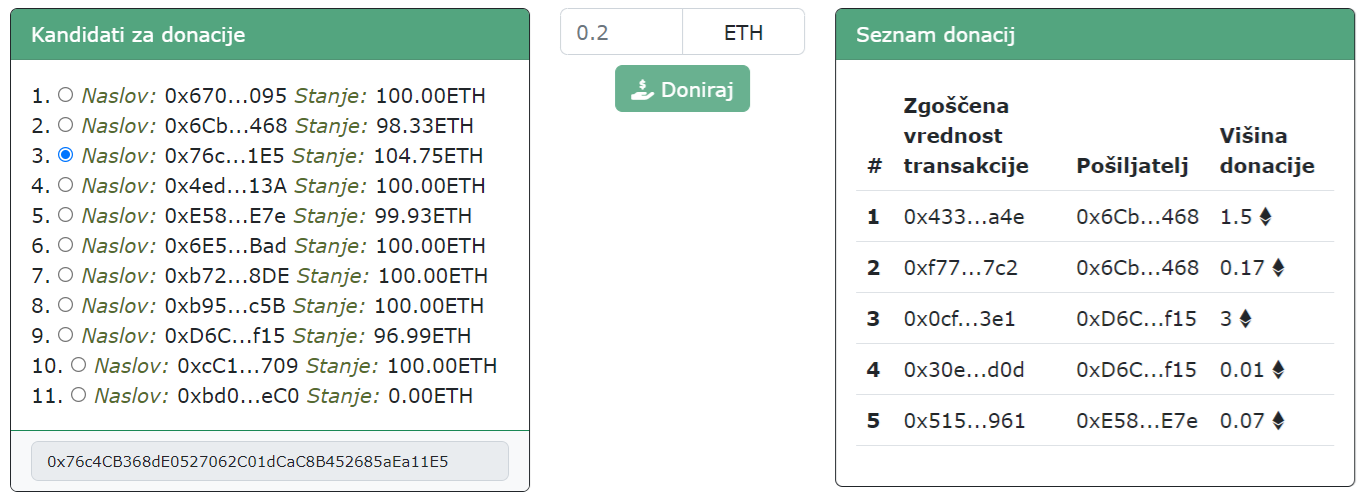 Kandidati za donacije
1. Naslov: 0x670...095 Stanje: 100.00ETH
2. Naslov: 0x6Cb...468 Stanje: 98.33ETH
3. Naslov: 0x76c...1E5 Stanje: 104.75ETH
4. Naslov: 0x4ed...13A Stanje: 100.00ETH
5. Naslov: 0xE58...E7e Stanje: 99.93ETH
6. Naslov: 0x6E5...Bad Stanje: 100.00ETH
7. Naslov: 0xb72...8DE Stanje: 100.00ETH
8. Naslov: 0xb95...c5B Stanje: 100.00ETH
9. Naslov: 0xD6C...f15 Stanje: 96.99ETH
10. Naslov: 0xcC1...709 Stanje: 100.00ETH
11. Naslov: 0xbd0...eC0 Stanje: 0.00ETH
0x76c4CB368dE0527062C01dCaC8B452685aEa11E5
0.2 ETH
Doniraj
Seznam donacij
Zgoščena
vrednost Višina
# transakcije Pošiljatelj donacije
1 0x433...a4e 0x6Cb...468 1.5
2 0xf77...7c2 0x6Cb...468 0.17
3 0x0cf...3e1 0xD6C...f15 3
4 0x30e...d0d 0xD6C...f15 0.01
5 0x515...961 0xE58...E7e 0.07